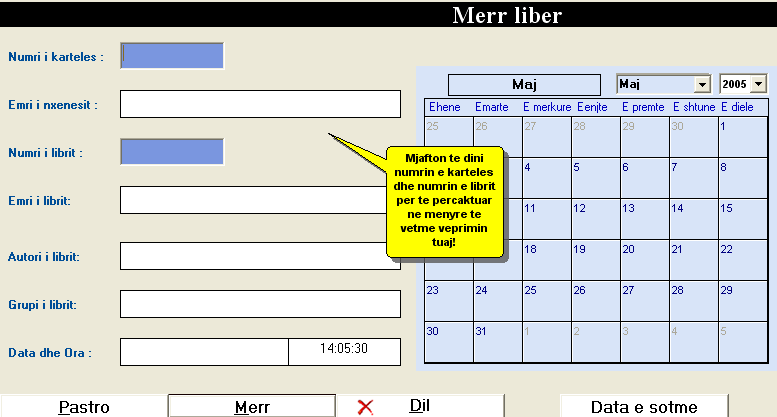 Merr liber
Numri i karteles :
Emri i nxenesit :
Numri i librit :
Emri i librit:
Autori i librit:
Grupi i librit:
Data dhe Ora :
14:05:30
Mjafton te dini
numrin e karteles
dhe numrin e librit
per te percaktuar
ne menyre te
vetme veprimin
tuaj!
Maj Maj 2005
Ehene Emarte E merkure Eenjte E premte E shtune E diele
25 26 27 28 29 30 1
4 5 6 7 8
11 12 13 14 15
18 19 20 21 22
23 24 25 26 27 28 29
30 31 1 2 3 4 5
Pastro Merr Dil Data e sotme